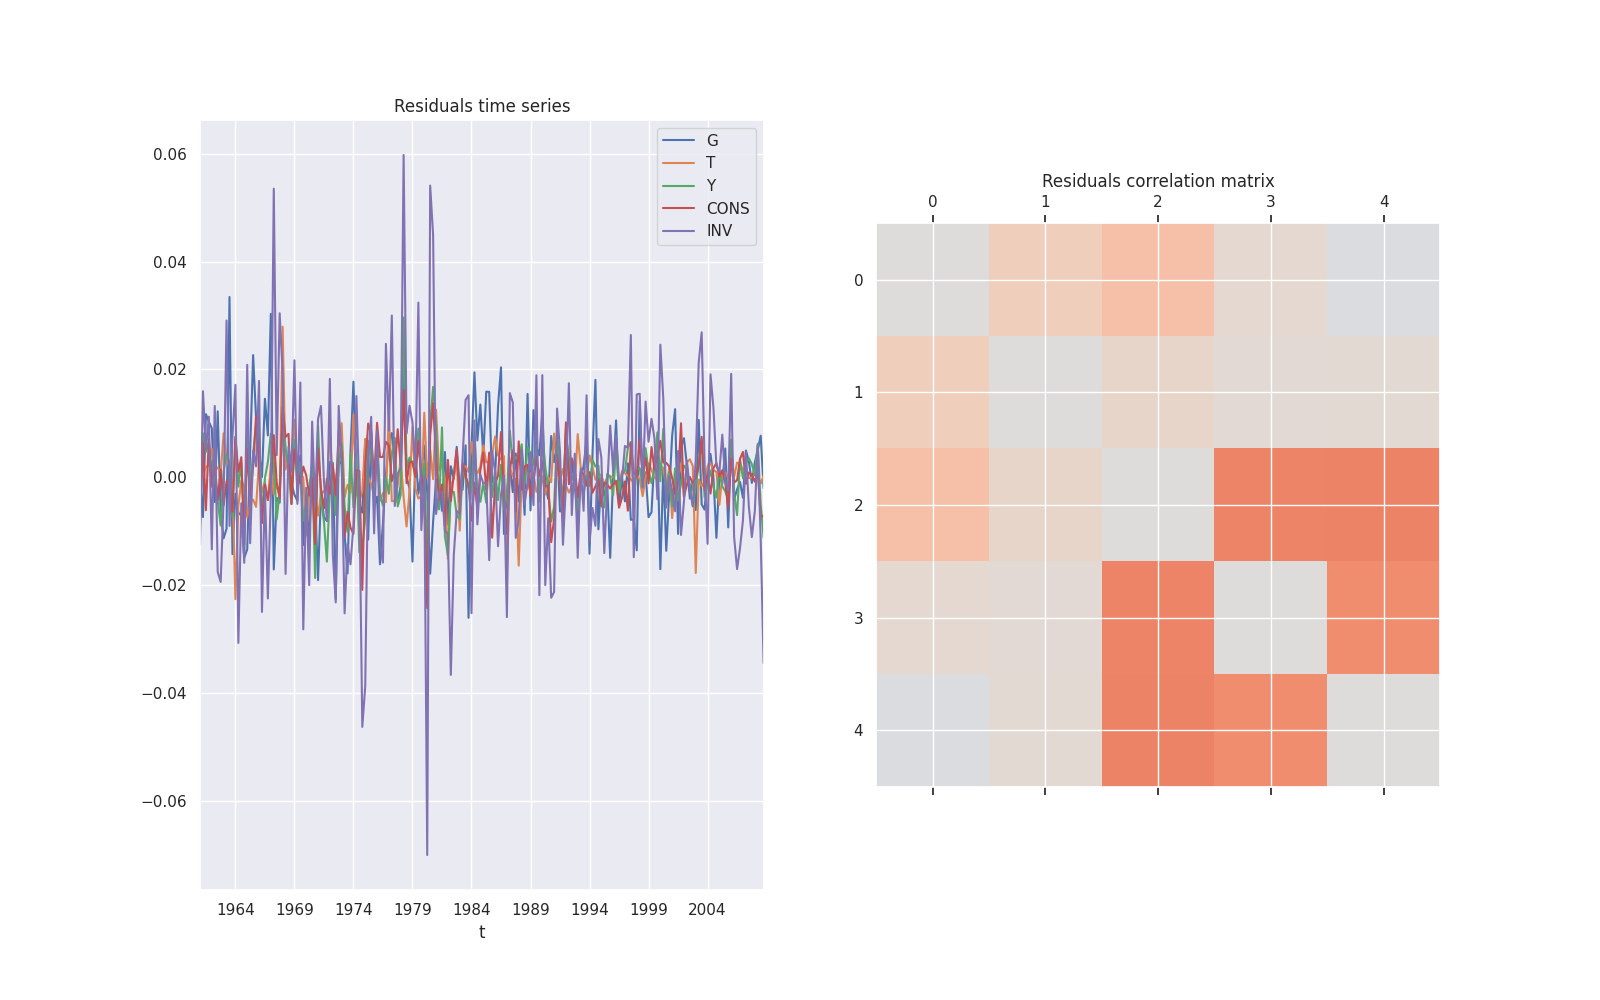 Residuals time series
0.06
0.04
0.02
0.00
−0.02
−0.04
−0.06
G
T
Y
CONS
INV
1964 1969 1974 1979 1984 1989 1994 1999 2004
t
Residuals correlation matrix
0 1 2 3 4
0
1
2
3
4